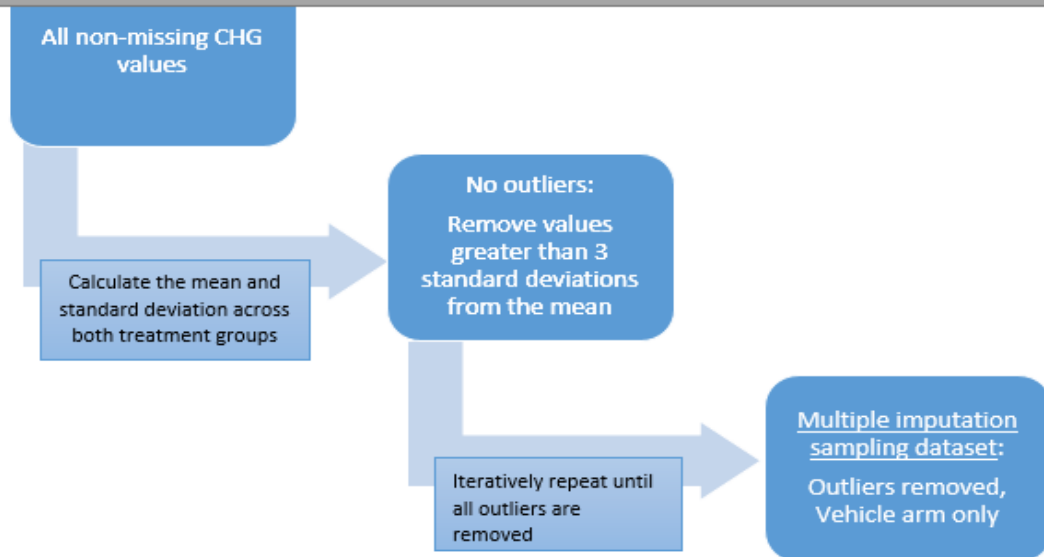 All non-missing CHG
values
Calculate the mean and
standard deviation across
both treatment groups
No outliers:
Remove values
greater than 3
standard deviations
from the mean
Iteratively repeat until
all outliers are
removed
Multiple imputation
sampling dataset:
Outliers removed,
Vehicle arm only